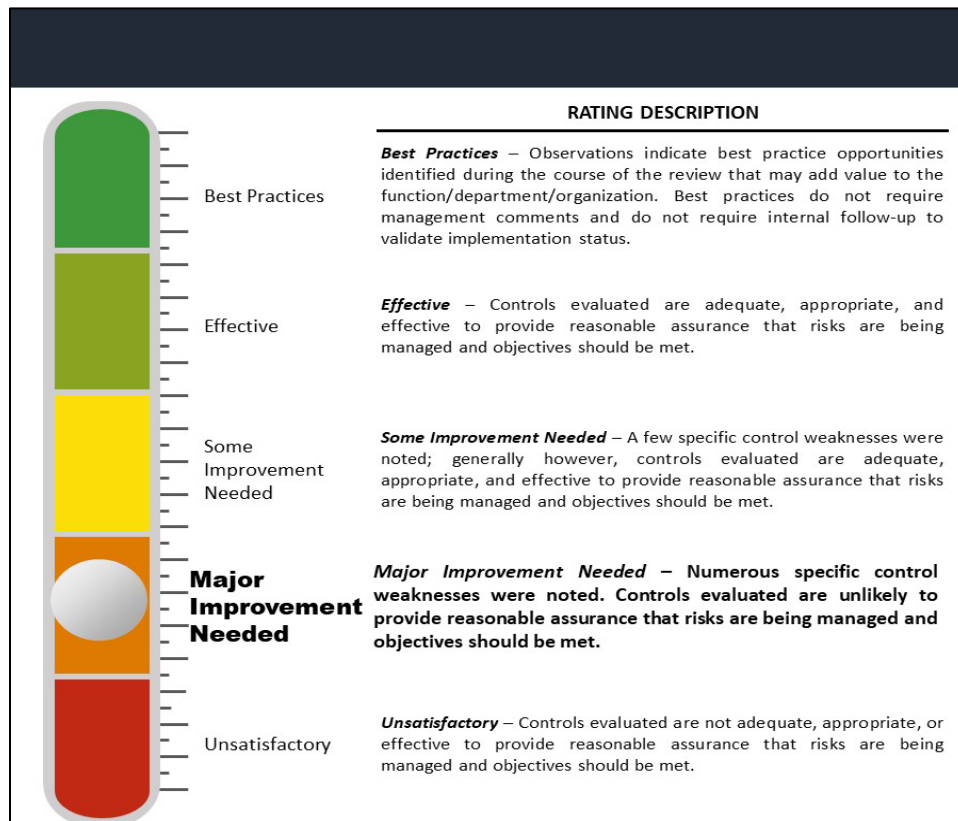 RATING DESCRIPTION
Best Practices
Best Practices – Observations indicate best practice opportunities
identified during the course of the review that may add value to the
function/department/organization. Best practices do not require
management comments and do not require internal follow-up to
validate implementation status.
Effective
Effective – Controls evaluated are adequate, appropriate, and
effective to provide reasonable assurance that risks are being
managed and objectives should be met.
Some
Improvement
Needed
Some Improvement Needed – A few specific control weaknesses were
noted; generally however, controls evaluated are adequate,
appropriate, and effective to provide reasonable assurance that risks
are being managed and objectives should be met.
Major
Improvement
Needed
Major Improvement Needed – Numerous specific control
weaknesses were noted. Controls evaluated are unlikely to
provide reasonable assurance that risks are being managed and
objectives should be met.
Unsatisfactory
Unsatisfactory – Controls evaluated are not adequate, appropriate, or
effective to provide reasonable assurance that risks are being
managed and objectives should be met.